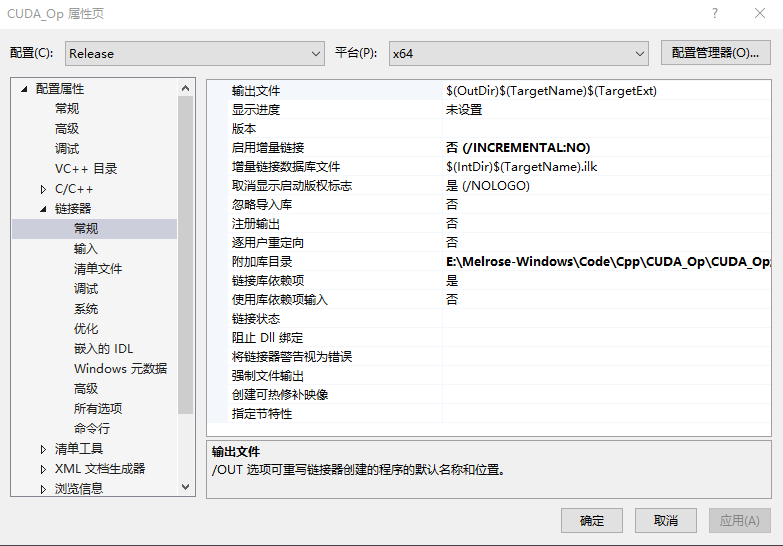 CUDA_Op 属性页
配置(C): Release 平台(P): x64 配置管理器(O)...
配置属性
常规
高级
调试
VC++ 目录
C/C++
链接器
常规
输入
清单文件
调试
系统
优化
嵌入的 IDL
Windows 元数据
高级
所有选项
命令行
清单工具
XML 文档生成器
浏览信息
输出文件 $(OutDir)$(TargetName)$(TargetExt)
显示进度 未设置
版本
启用增量链接 否 (/INCREMENTAL:NO)
增量链接数据库文件 $(IntDir)$(TargetName).ilk
取消显示启动版权标志 是 (/NOLOGO)
忽略导入库 否
注册输出 否
逐用户重定向 否
附加库目录 E:\Melrose-Windows\Code\Cpp\CUDA_Op\CUDA_Op
链接库依赖项 是
使用库依赖项输入 否
链接状态
阻止 Dll 绑定
将链接器警告视为错误
强制文件输出
创建可热修补映像
指定节特性
输出文件
/OUT 选项可重写链接器创建的程序的默认名称和位置。
确定 取消 应用(A)